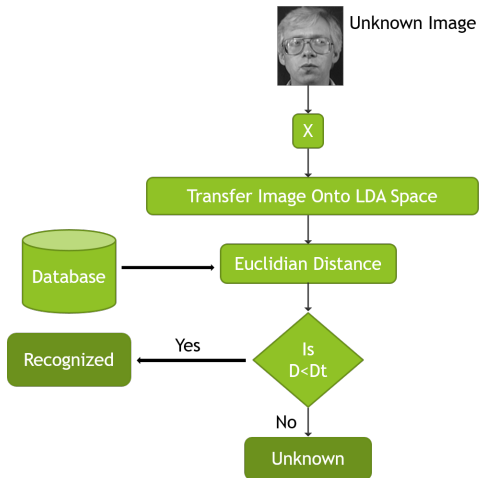 Unknown Image
X
Transfer Image Onto LDA Space
Euclidian Distance
Database
Is
D<Dt
Yes
Recognized
No
Unknown